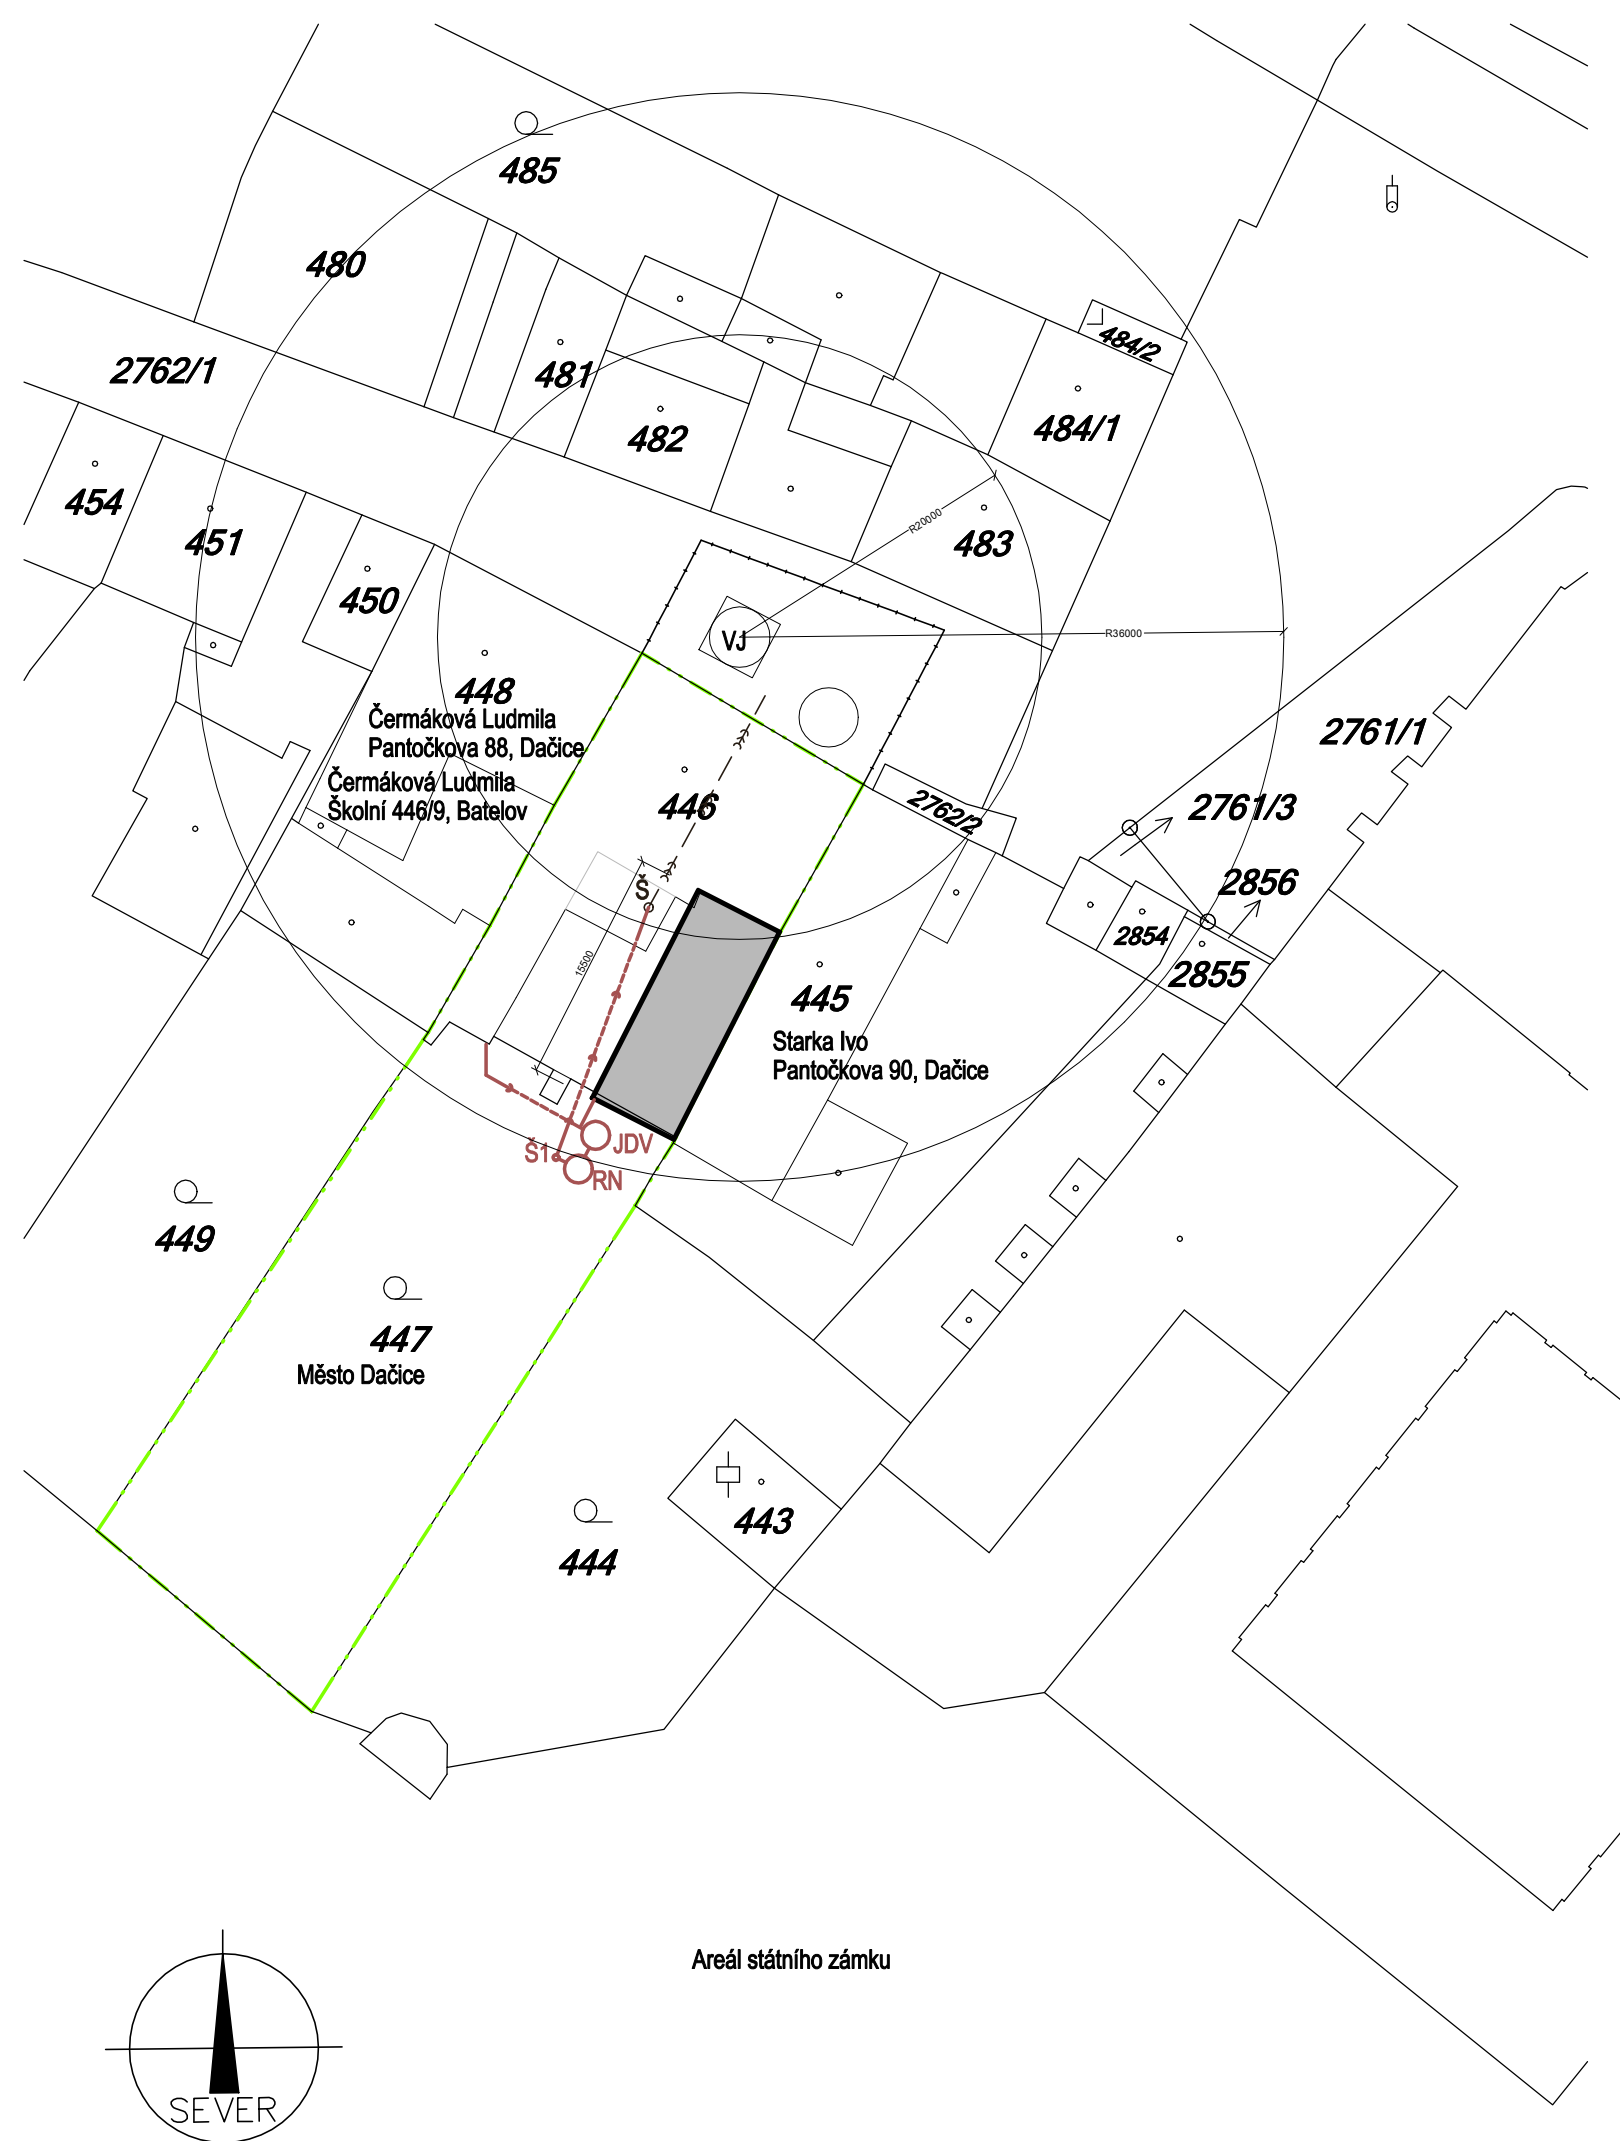 485
480
2762/1
481
482
484/2
484/1
R20000
483
454
451
450
VJ
R36000
448
Čermáková Ludmila
Pantočkova 88, Dačice
Čermáková Ludmila
Školní 446/9, Batelov
446
2762/2
2761/1
2761/3
2856
Š
15500
2854
2855
445
Starka Ivo
Pantočkova 90, Dačice
JDV
Š1
RN
449
447
Město Dačice
443
444
Areál státního zámku
SEVER